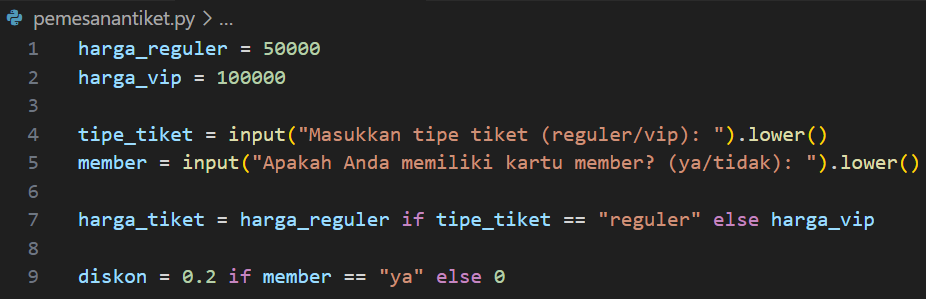 pemesanantiket.py > ...
1 harga_reguler = 50000
2 harga_vip = 100000
3
4 tipe_tiket = input("Masukkan tipe tiket (reguler/vip): ").lower()
5 member = input("Apakah Anda memiliki kartu member? (ya/tidak): ").lower()
6
7 harga_tiket = harga_reguler if tipe_tiket == "reguler" else harga_vip
8
9 diskon = 0.2 if member == "ya" else 0